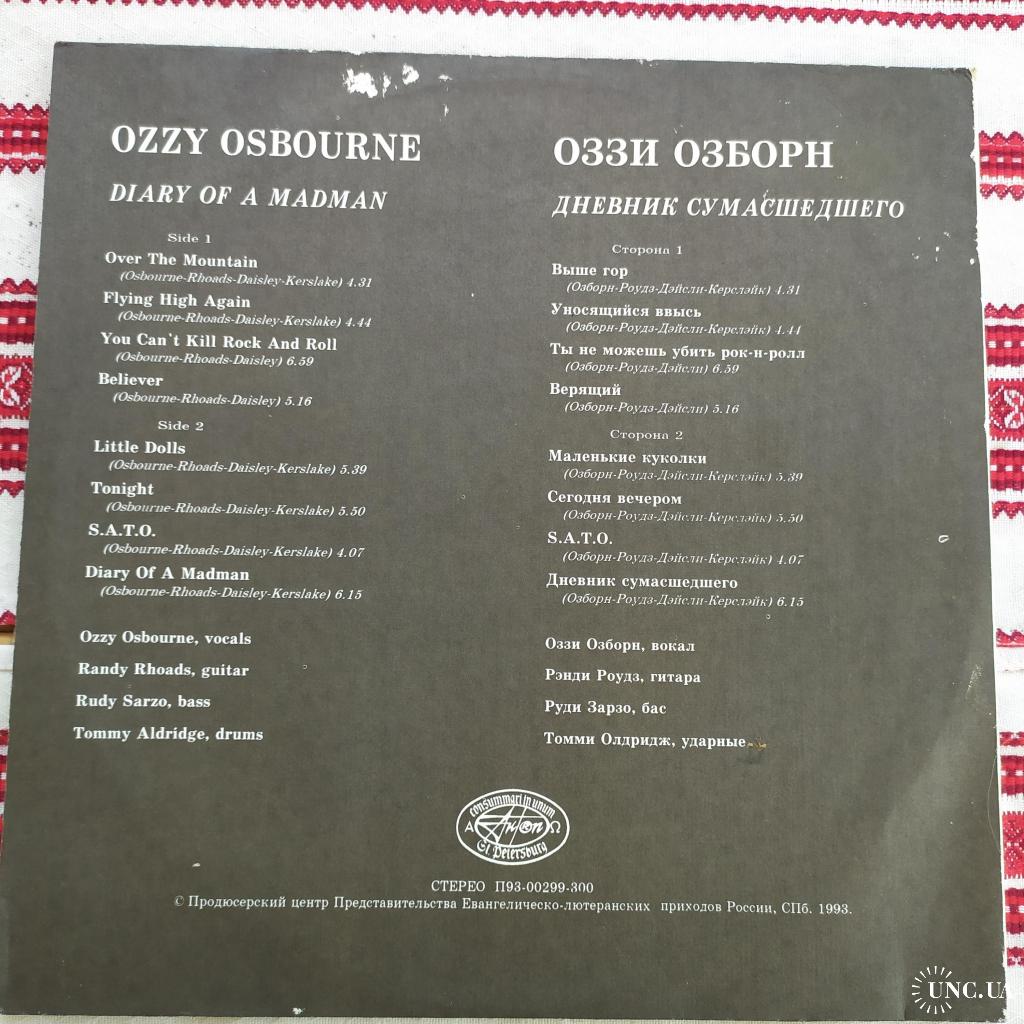 OZZY OSBOURNE
DIARY OF A MADMAN
Side 1
Over The Mountain
(Osbourne-Rhoads-Daisley-Kerslake) 4.31
Flying High Again
(Osbourne-Rhoads-Daisley-Kerslake) 4.44
You Can't Kill Rock And Roll
(Osbourne-Rhoads-Daisley) 6.59
Believer
(Osbourne-Rhoads-Daisley) 5.16
Side 2
Little Dolls
(Osbourne-Rhoads-Daisley-Kerslake) 5.39
Tonight
(Osbourne-Rhoads-Daisley-Kerslake) 5.50
S.A.T.O.
(Osbourne-Rhoads-Daisley-Kerslake) 4.07
Diary Of A Madman
(Osbourne-Rhoads-Daisley-Kerslake) 6.15
Ozzy Osbourne, vocals
Randy Rhoads, guitar
Rudy Sarzo, bass
Tommy Aldridge, drums
ОЗЗИ ОЗБОРН
ДНЕВНИК СУМАСШЕДШЕГО
Сторона 1
Выше гор
(Озборн-Роудз-Дэйсли-Керслэйк) 4.31
Уносящийся ввысь
(Озборн-Роудз-Дэйсли-Керслэйк) 4.44
Ты не можешь убить рок-н-ролл
(Озборн-Роудз-Дэйсли) 6.59
Верящий
(Озборн-Роудз-Дэйсли) 5.16
Сторона 2
Маленькие куколки
(Озборн-Роудз-Дэйсли-Керслэйк) 5.39
Сегодня вечером
(Озборн-Роудз-Дэйсли-Керслэйк) 5.50
S.A.T.O.
(Озборн-Роудз-Дэйсли-Керслэйк) 4.07
Дневник сумасшедшего
(Озборн-Роудз-Дэйсли-Керслэйк) 6.15
Оззи Озборн, вокал
Рэнди Роудз, гитара
Руди Зарзо, бас
Томми Олдридж, ударные
consummari in unum
Α АнтRоп Ω
St Petersburg
СТЕРЕО П93-00299-300
© Продюсерский центр Представительства Евангелическо-лютеранских приходов России, СПб. 1993.
UNC.UA